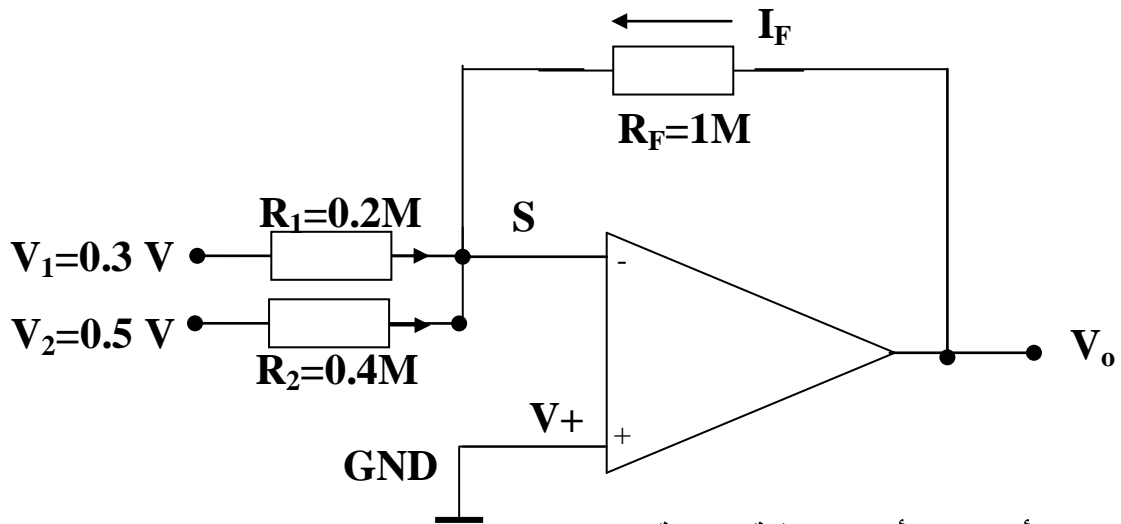 I_F
R_F=1M
R_1=0.2M
S
V_1=0.3 V
-
V_2=0.5 V
V_o
R_2=0.4M
V+
+
GND